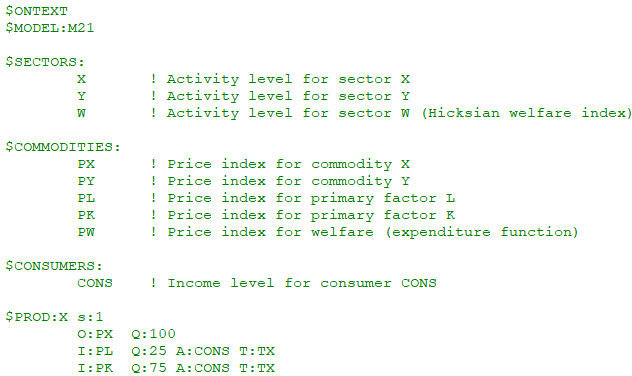 $ONTEXT
$MODEL:M21
$SECTORS:
X ! Activity level for sector X
Y ! Activity level for sector Y
W ! Activity level for sector W (Hicksian welfare index)
$COMMODITIES:
PX ! Price index for commodity X
PY ! Price index for commodity Y
PL ! Price index for primary factor L
PK ! Price index for primary factor K
PW ! Price index for welfare (expenditure function)
$CONSUMERS:
CONS ! Income level for consumer CONS
$PROD:X s:1
O:PX Q:100
I:PL Q:25 A:CONS T:TX
I:PK Q:75 A:CONS T:TX